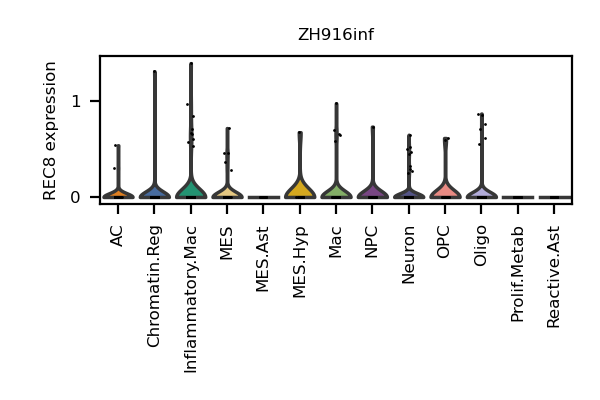 ZH916inf
REC8 expression
1
0
AC
Chromatin.Reg
Inflammatory.Mac
MES
MES.Ast
MES.Hyp
Mac
NPC
Neuron
OPC
Oligo
Prolif.Metab
Reactive.Ast